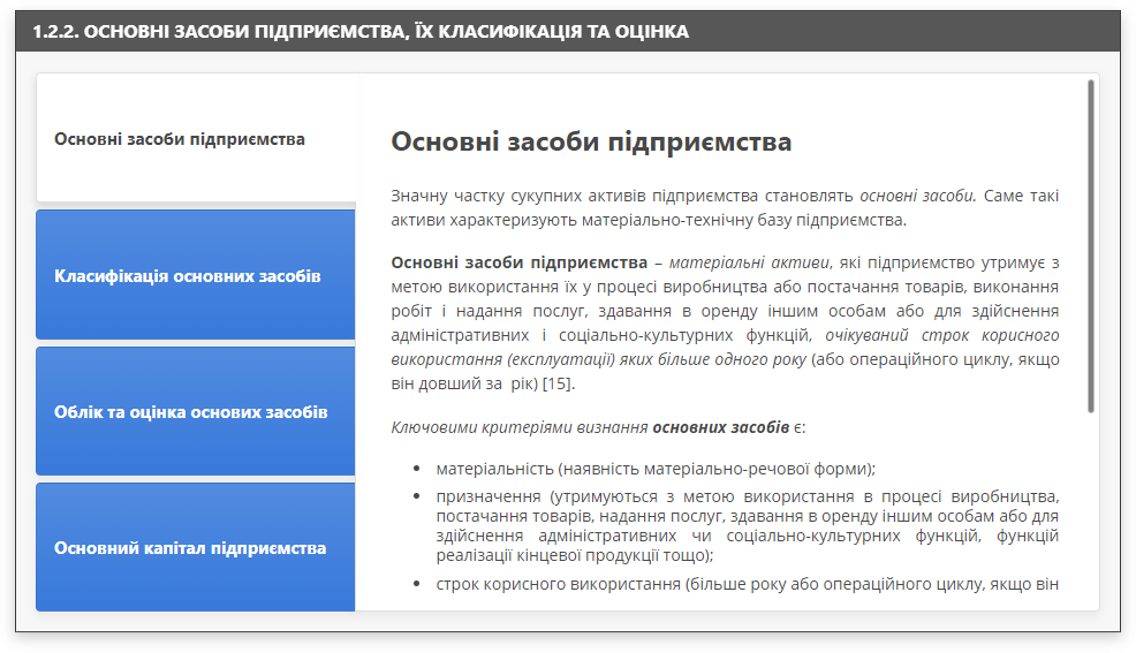 1.2.2. ОСНОВНІ ЗАСОБИ ПІДПРИЄМСТВА, ЇХ КЛАСИФІКАЦІЯ ТА ОЦІНКА
Основні засоби підприємства
Класифікація основних засобів
Облік та оцінка основих засобів
Основний капітал підприємства
Основні засоби підприємства
Значну частку сукупних активів підприємства становлять основні засоби. Саме такі
активи характеризують матеріально-технічну базу підприємства.
Основні засоби підприємства – матеріальні активи, які підприємство утримує з
метою використання їх у процесі виробництва або постачання товарів, виконання
робіт і надання послуг, здавання в оренду іншим особам або для здійснення
адміністративних і соціально-культурних функцій, очікуваний строк корисного
використання (експлуатації) яких більше одного року (або операційного циклу, якщо
він довший за рік) [15].
Ключовими критеріями визнання основних засобів є:
• матеріальність (наявність матеріально-речової форми);
• призначення (утримуються з метою використання в процесі виробництва,
постачання товарів, надання послуг, здавання в оренду іншим особам або для
здійснення адміністративних чи соціально-культурних функцій, функцій
реалізації кінцевої продукції тощо);
• строк корисного використання (більше року або операційного циклу, якщо він